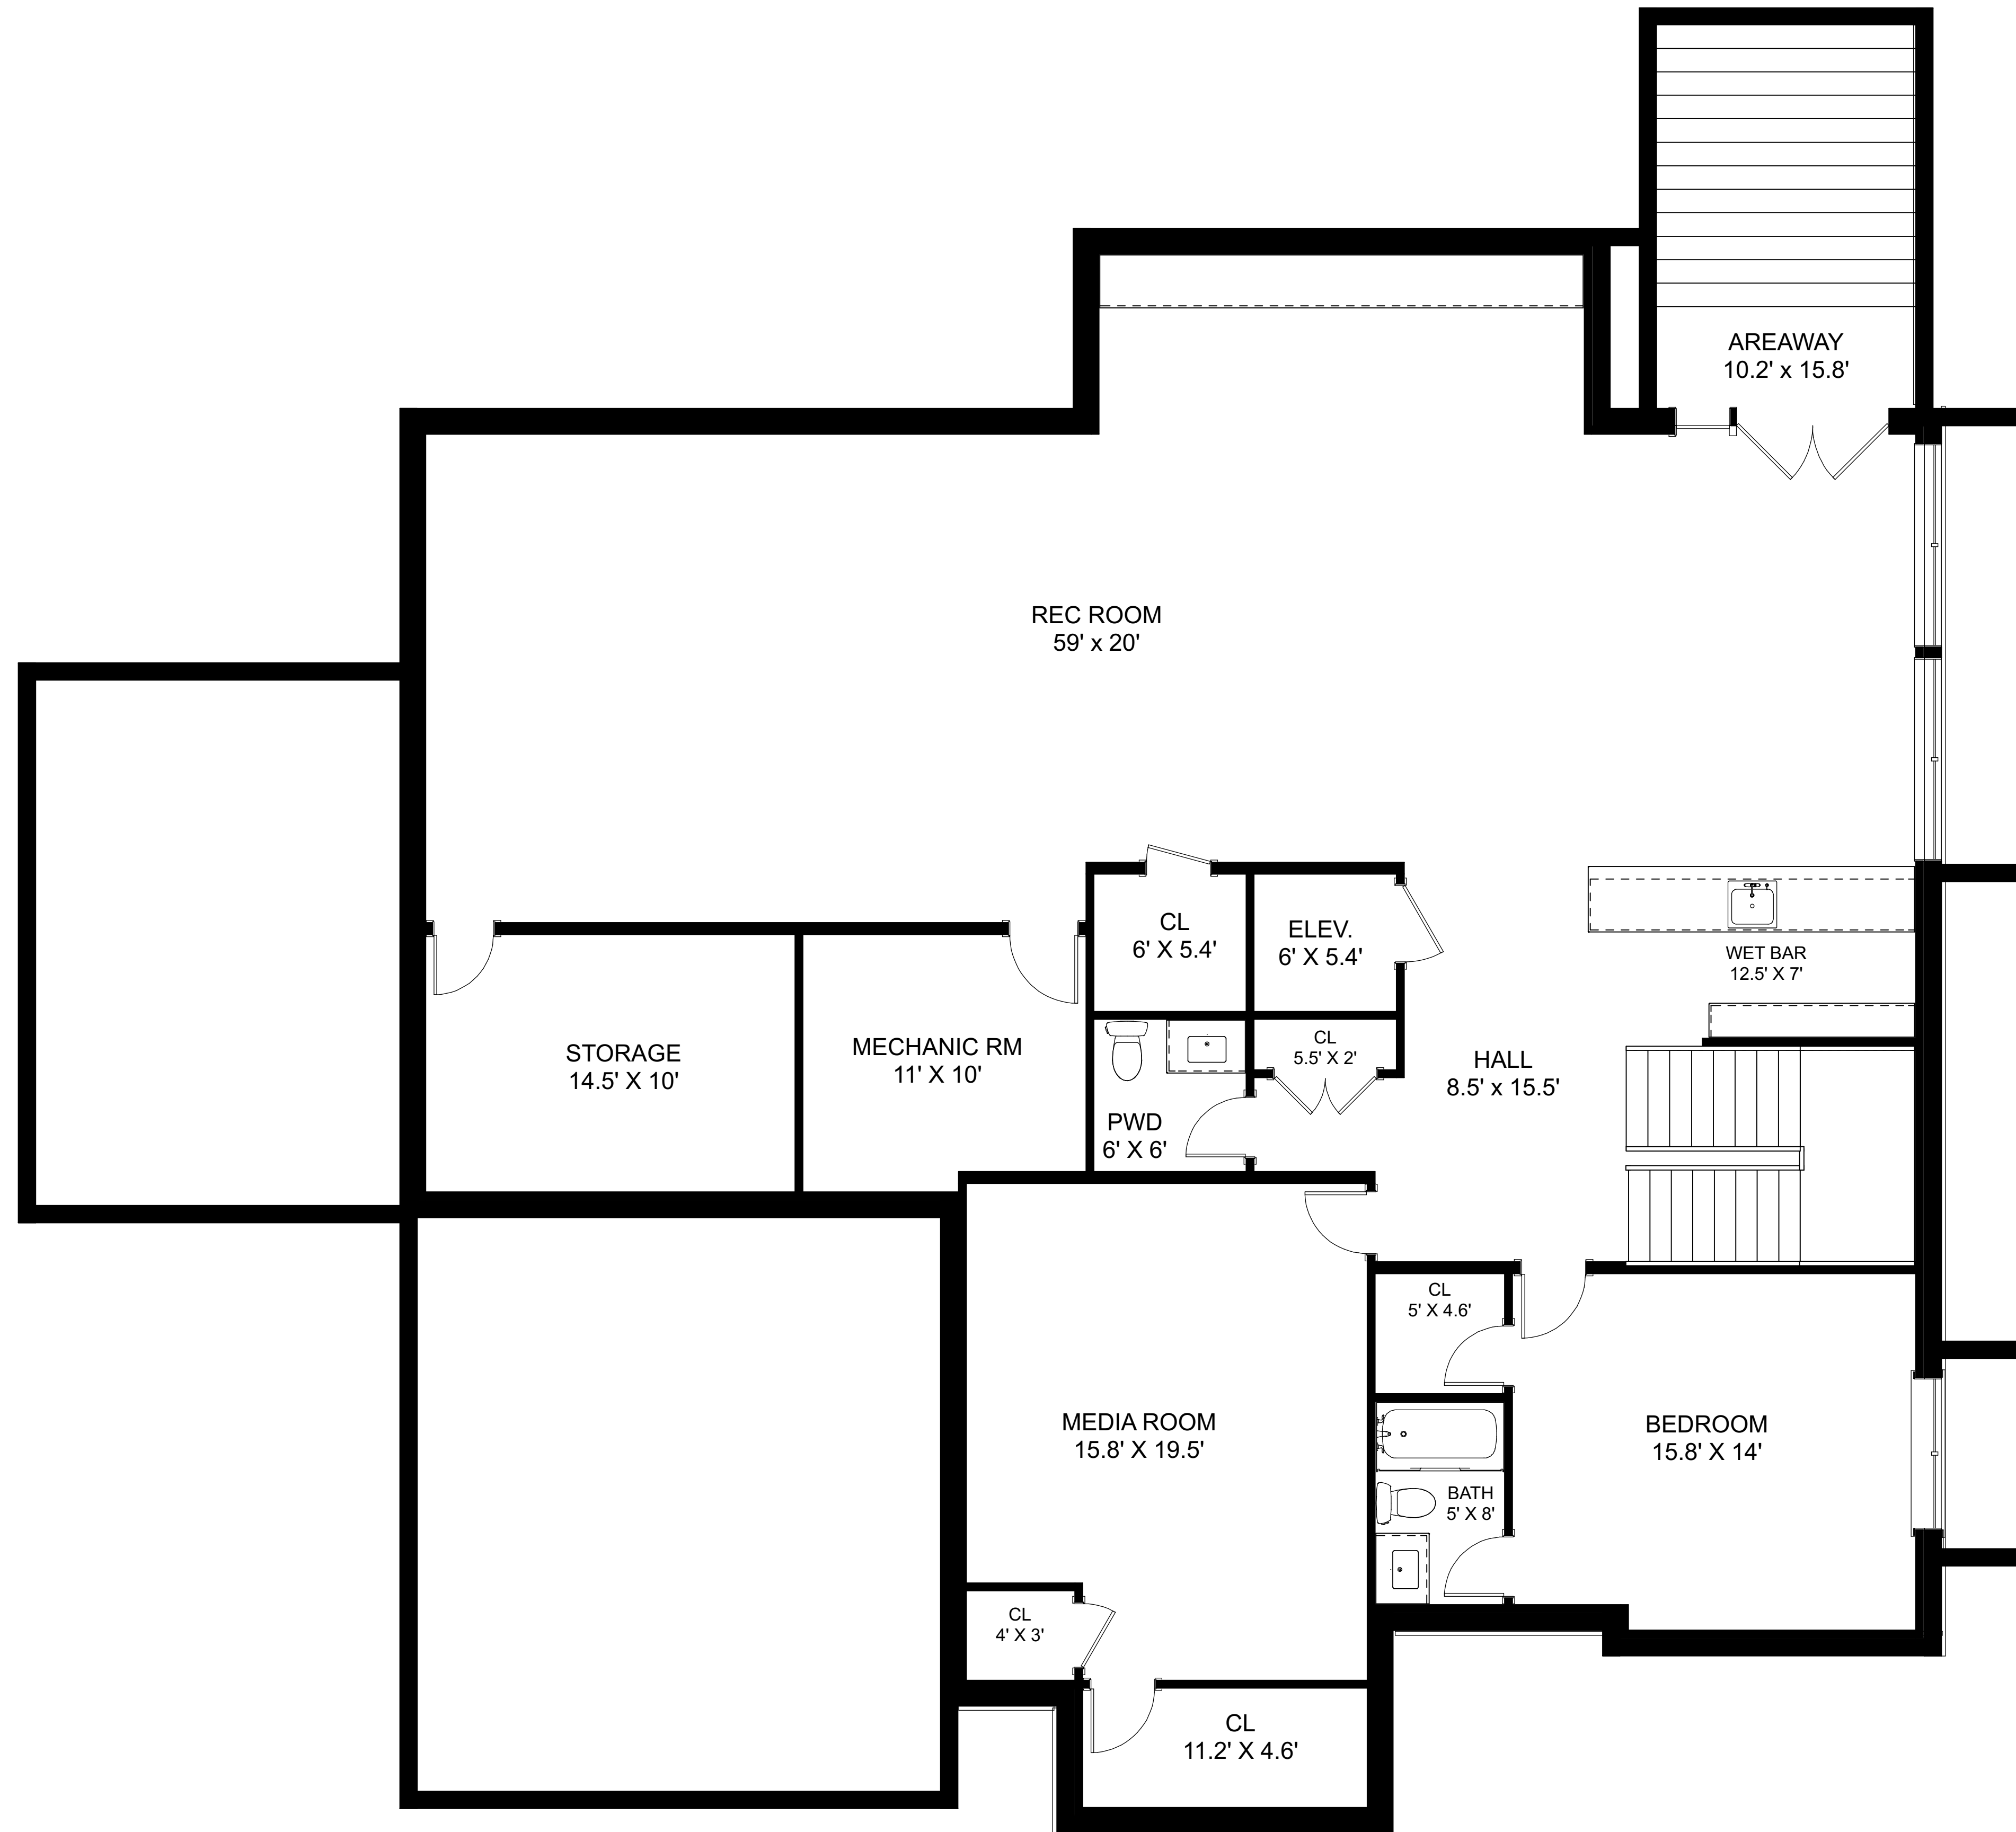 AREAWAY
10.2' x 15.8'
REC ROOM
59' x 20'
CL
6' X 5.4'
ELEV.
6' X 5.4'
WET BAR
12.5' X 7'
STORAGE
14.5' X 10'
MECHANIC RM
11' X 10'
CL
5.5' X 2'
HALL
8.5' x 15.5'
PWD
6' X 6'
CL
5' X 4.6'
MEDIA ROOM
15.8' X 19.5'
BEDROOM
15.8' X 14'
BATH
5' X 8'
CL
4' X 3'
CL
11.2' X 4.6'